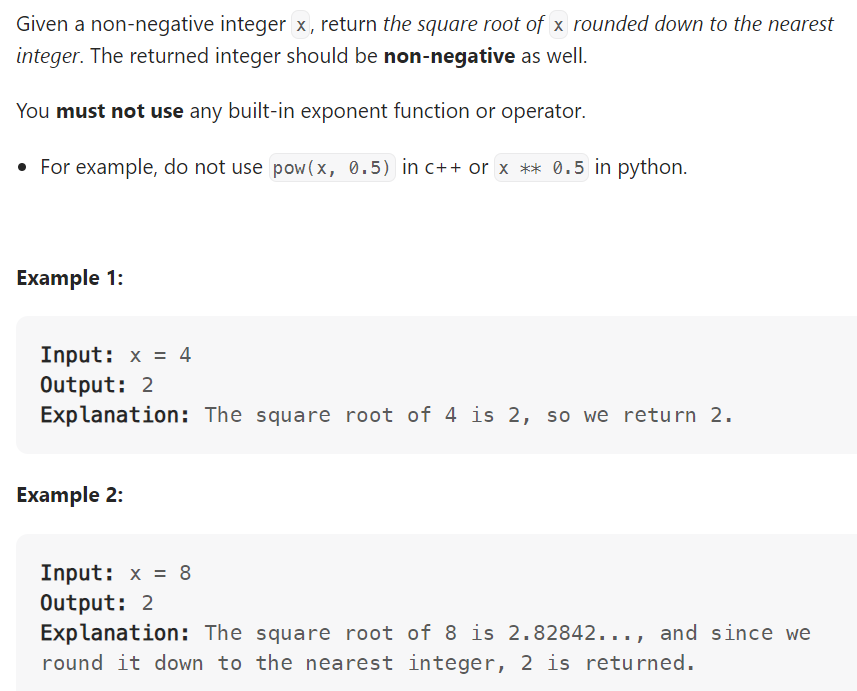 Given a non-negative integer x, return the square root of x rounded down to the nearest
integer. The returned integer should be non-negative as well.
You must not use any built-in exponent function or operator.
• For example, do not use pow(x, 0.5) in c++ or x ** 0.5 in python.
Example 1:
Input: x = 4
Output: 2
Explanation: The square root of 4 is 2, so we return 2.
Example 2:
Input: x = 8
Output: 2
Explanation: The square root of 8 is 2.82842..., and since we
round it down to the nearest integer, 2 is returned.